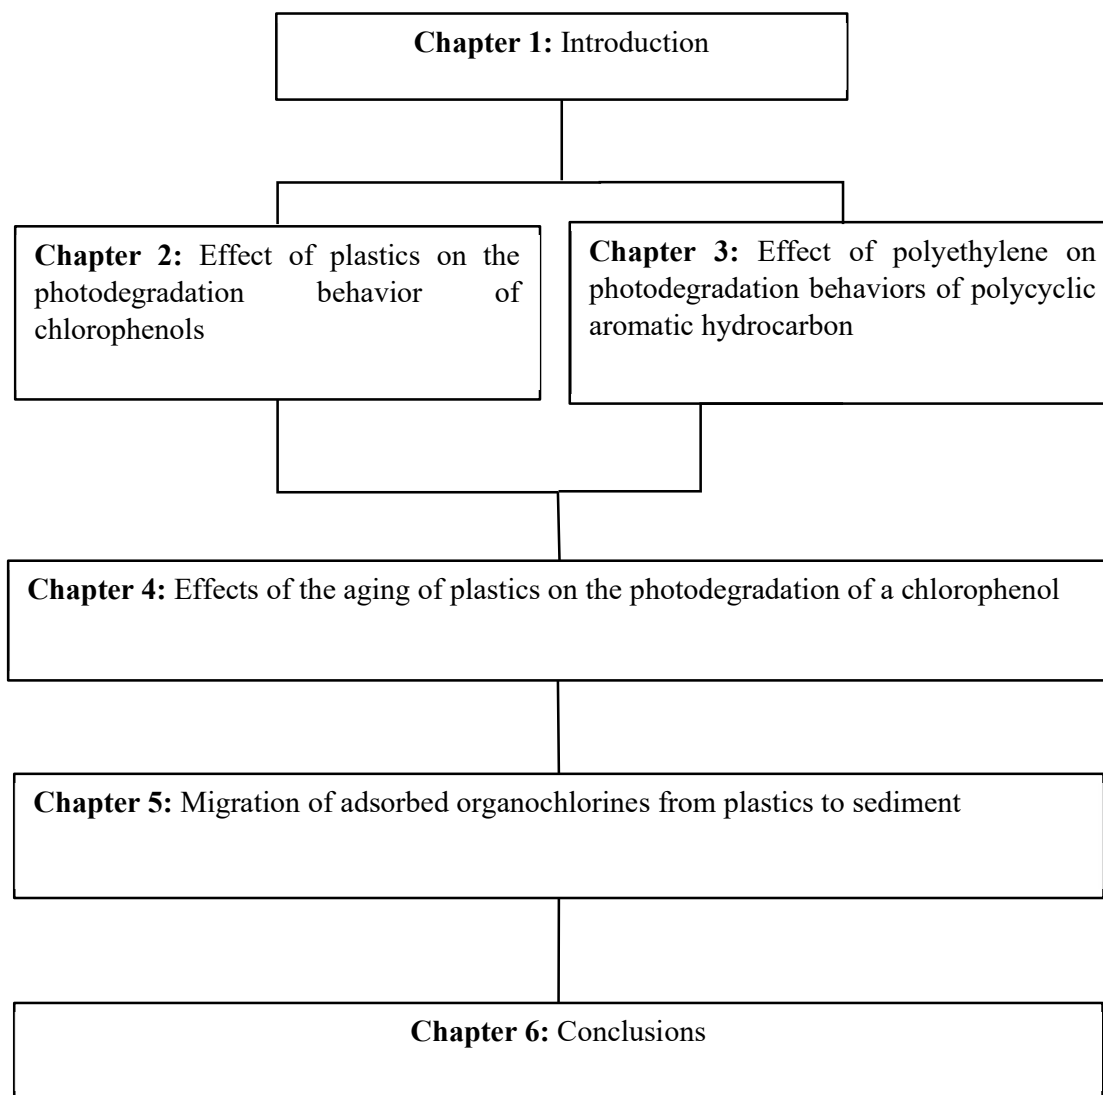 Chapter 1: Introduction
Chapter 2: Effect of plastics on the
photodegradation behavior of
chlorophenols
Chapter 3: Effect of polyethylene on
photodegradation behaviors of polycyclic
aromatic hydrocarbon
Chapter 4: Effects of the aging of plastics on the photodegradation of a chlorophenol
Chapter 5: Migration of adsorbed organochlorines from plastics to sediment
Chapter 6: Conclusions